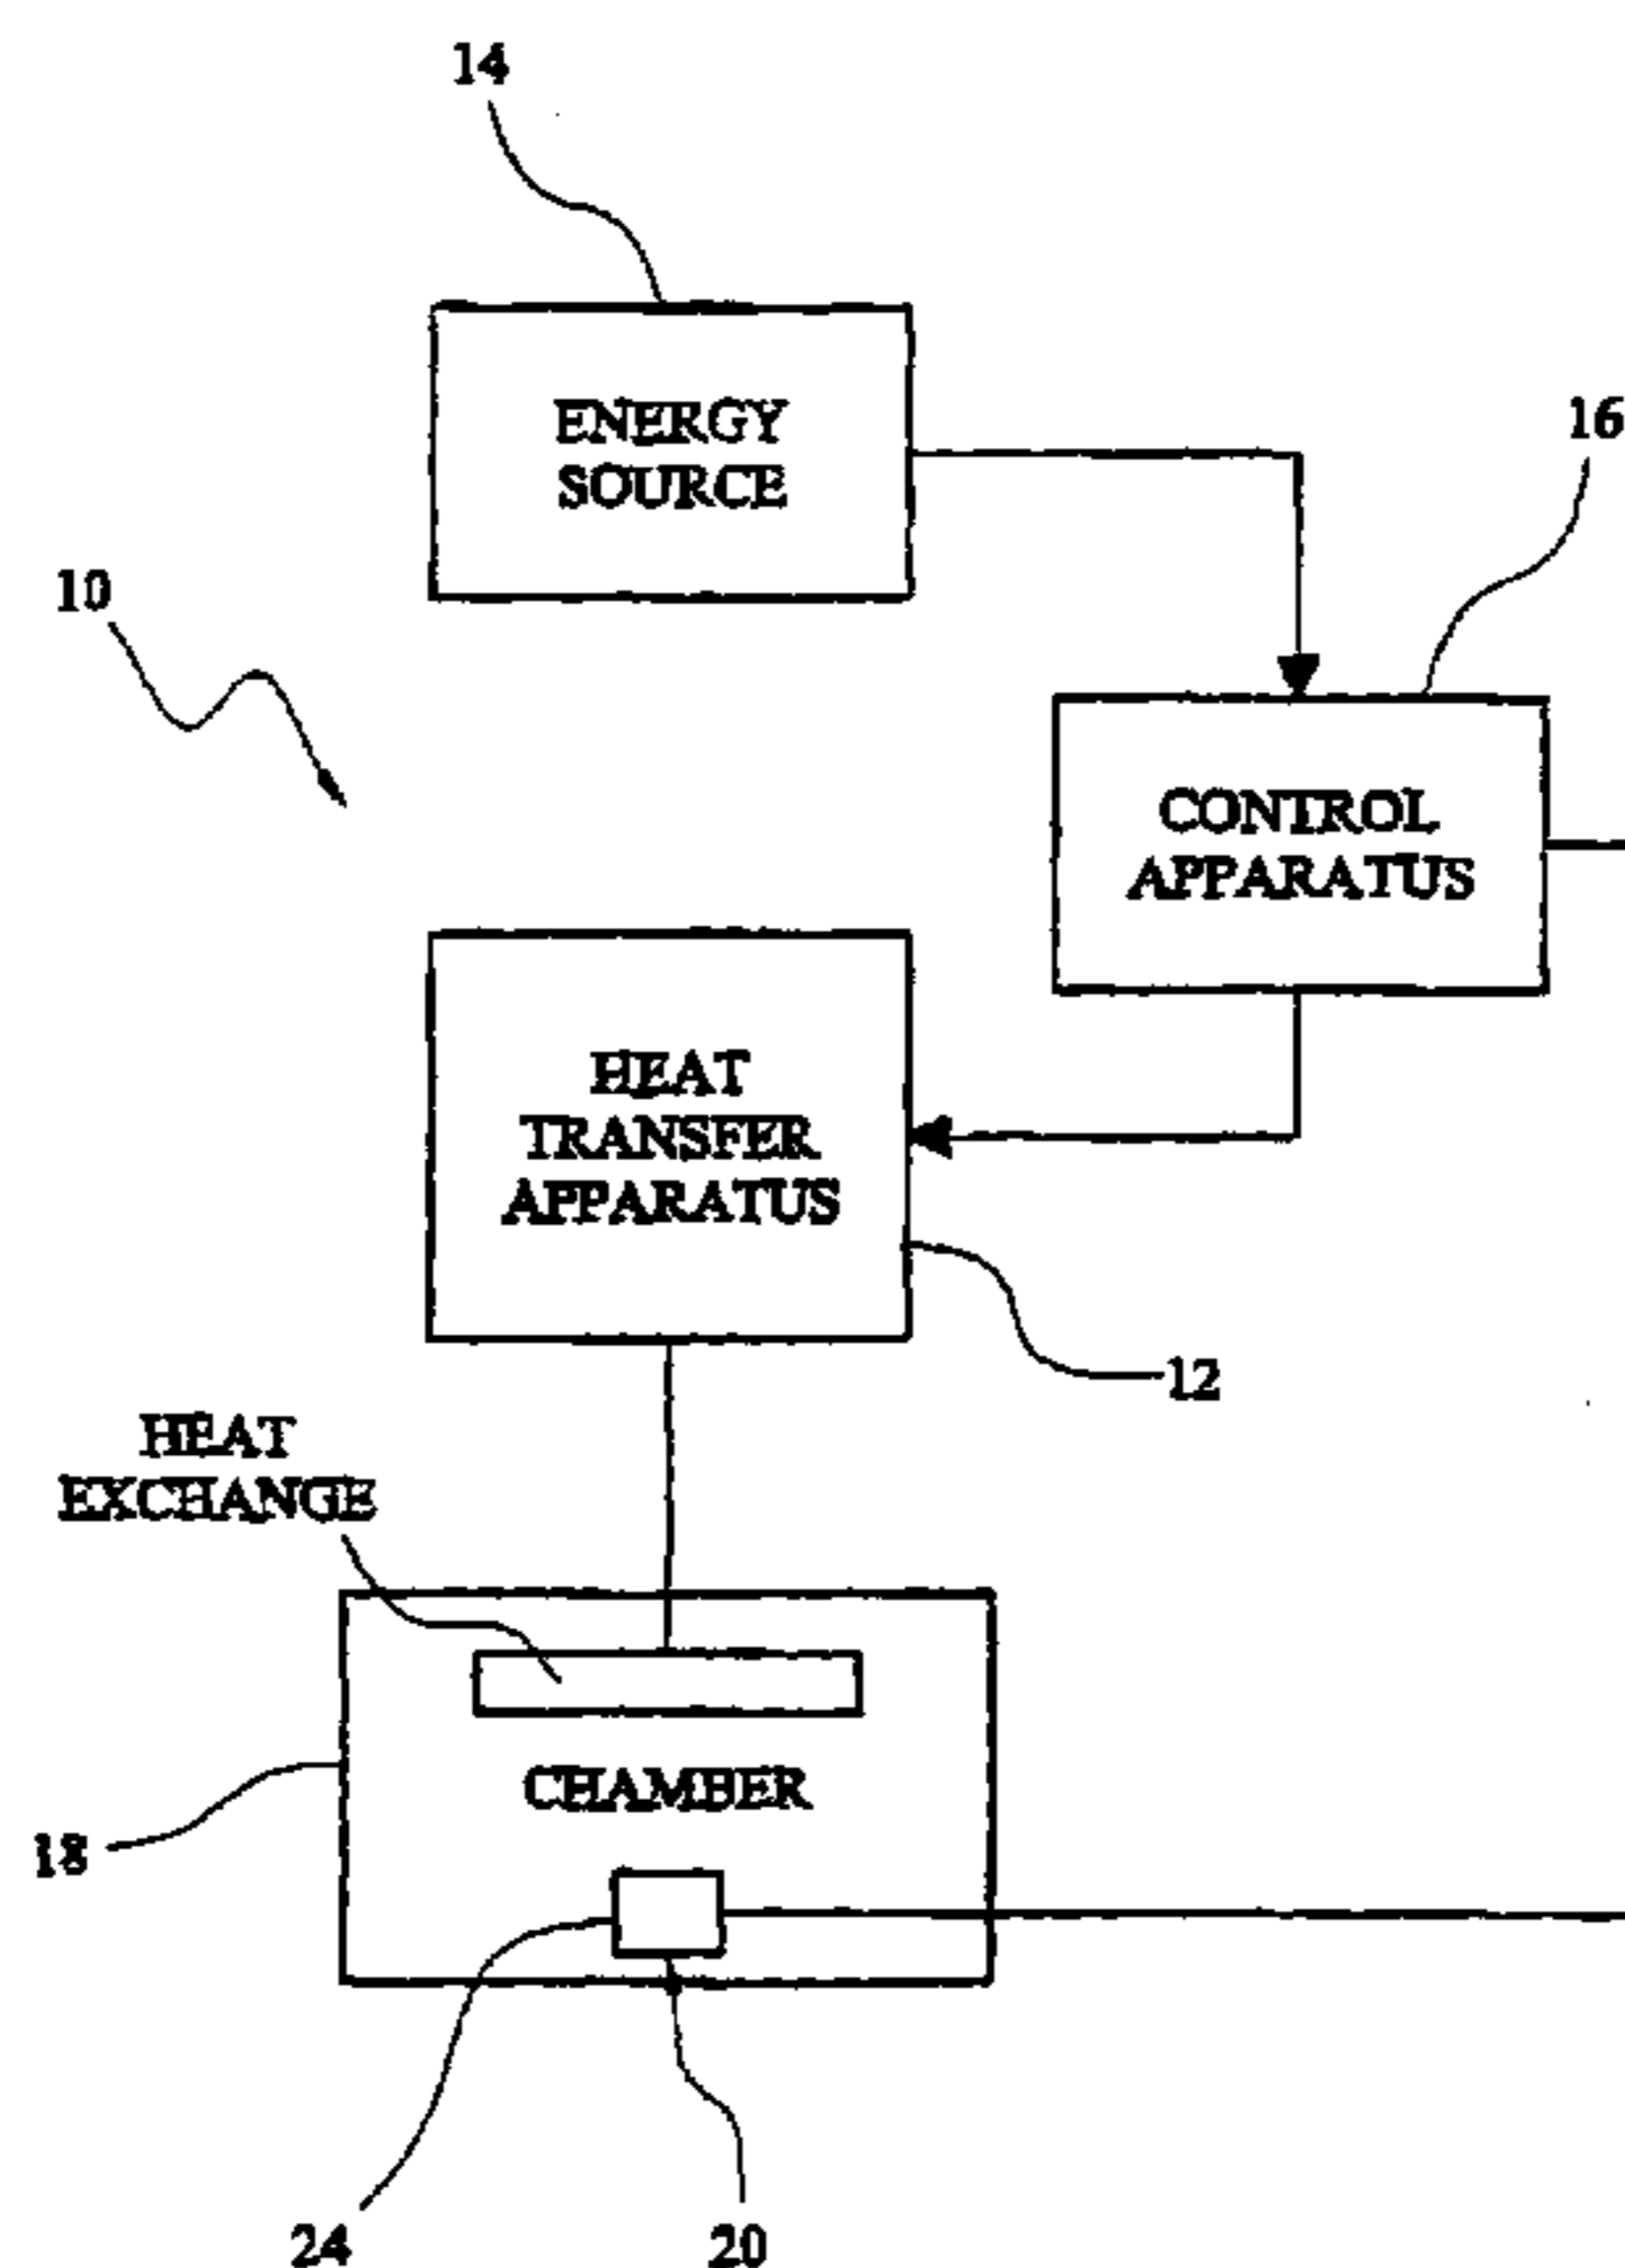 14
ENERGY
SOURCE
16
10
CONTROL
APPARATUS
HEAT
TRANSFER
APPARATUS
12
HEAT
EXCHANGE
CHAMBER
18
24
20